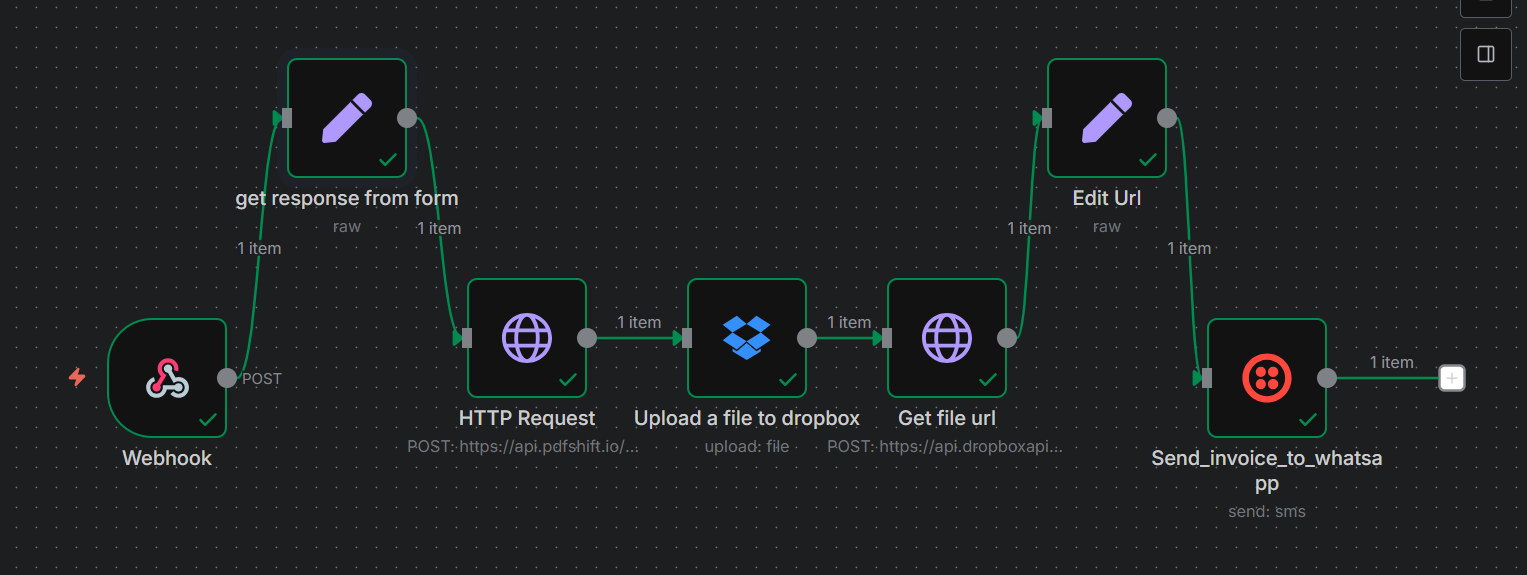 get response from form
raw
1 item
1 item
POST
Webhook
HTTP Request
POST: https://api.pdfshift.io/...
1 item
Upload a file to dropbox
upload: file
1 item
Get file url
POST: https://api.dropboxapi...
1 item
Edit Url
raw
1 item
Send_invoice_to_whatsa
pp
send: sms
1 item